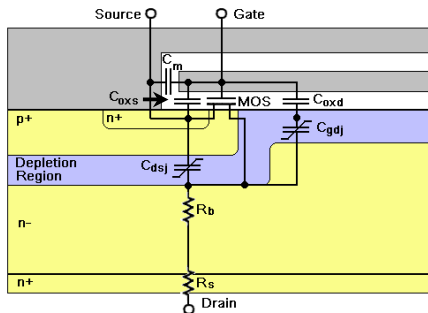 Source
Gate
Cm
Coxs
MOS
Coxd
p+
n+
Cgdj
Depletion
Region
Cdsj
Rb
n-
n+
Rs
Drain